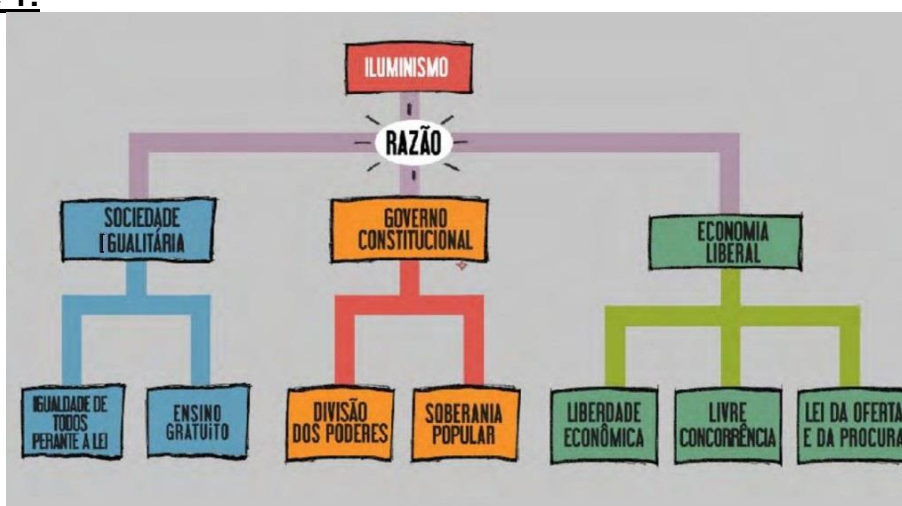 ILUMINISMO
RAZÃO
SOCIEDADE
IGUALITÁRIA
GOVERNO
CONSTITUCIONAL
ECONOMIA
LIBERAL
IGUALDADE DE
TODOS
PERANTE A LEI
ENSINO
GRATUITO
DIVISÃO
DOS PODERES
SOBERANIA
POPULAR
LIBERDADE
ECONÔMICA
LIVRE
CONCORRÊNCIA
LEI DA OFERTA
E DA PROCURA